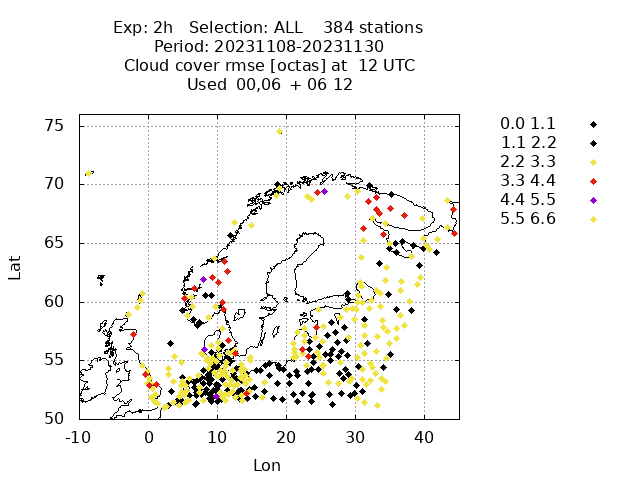 Exp: 2h   Selection: ALL    384 stations
Period: 20231108-20231130
Cloud cover rmse [octas] at  12 UTC
Used  00,06  + 06 12
0.0 1.1
1.1 2.2
2.2 3.3
3.3 4.4
4.4 5.5
5.5 6.6
75
70
65
60
55
50
Lat
-10 0 10 20 30 40
Lon